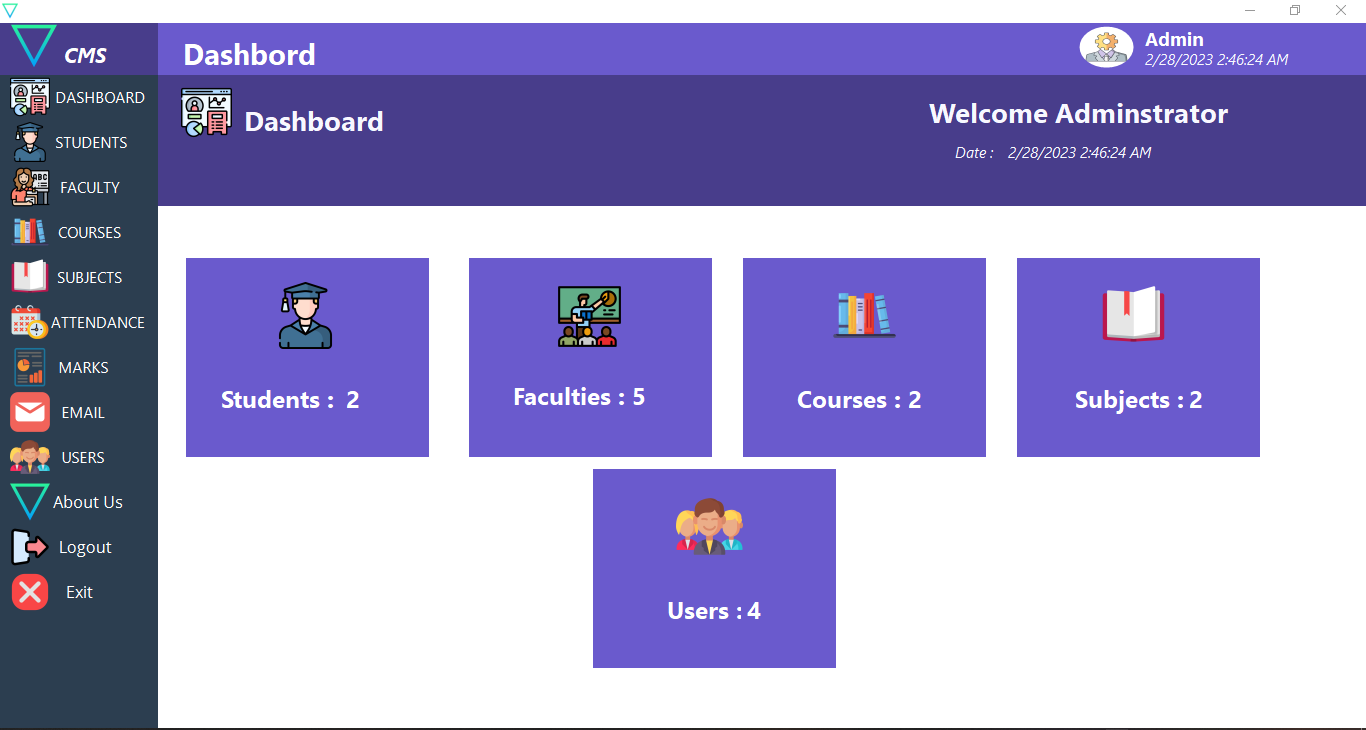 CMS
Dashbord
Admin
2/28/2023 2:46:24 AM
DASHBOARD
STUDENTS
FACULTY
COURSES
SUBJECTS
ATTENDANCE
MARKS
EMAIL
USERS
About Us
Logout
Exit
Dashboard
Welcome Adminstrator
Date : 2/28/2023 2:46:24 AM
Students : 2
Faculties : 5
Courses : 2
Subjects : 2
Users : 4
ABC